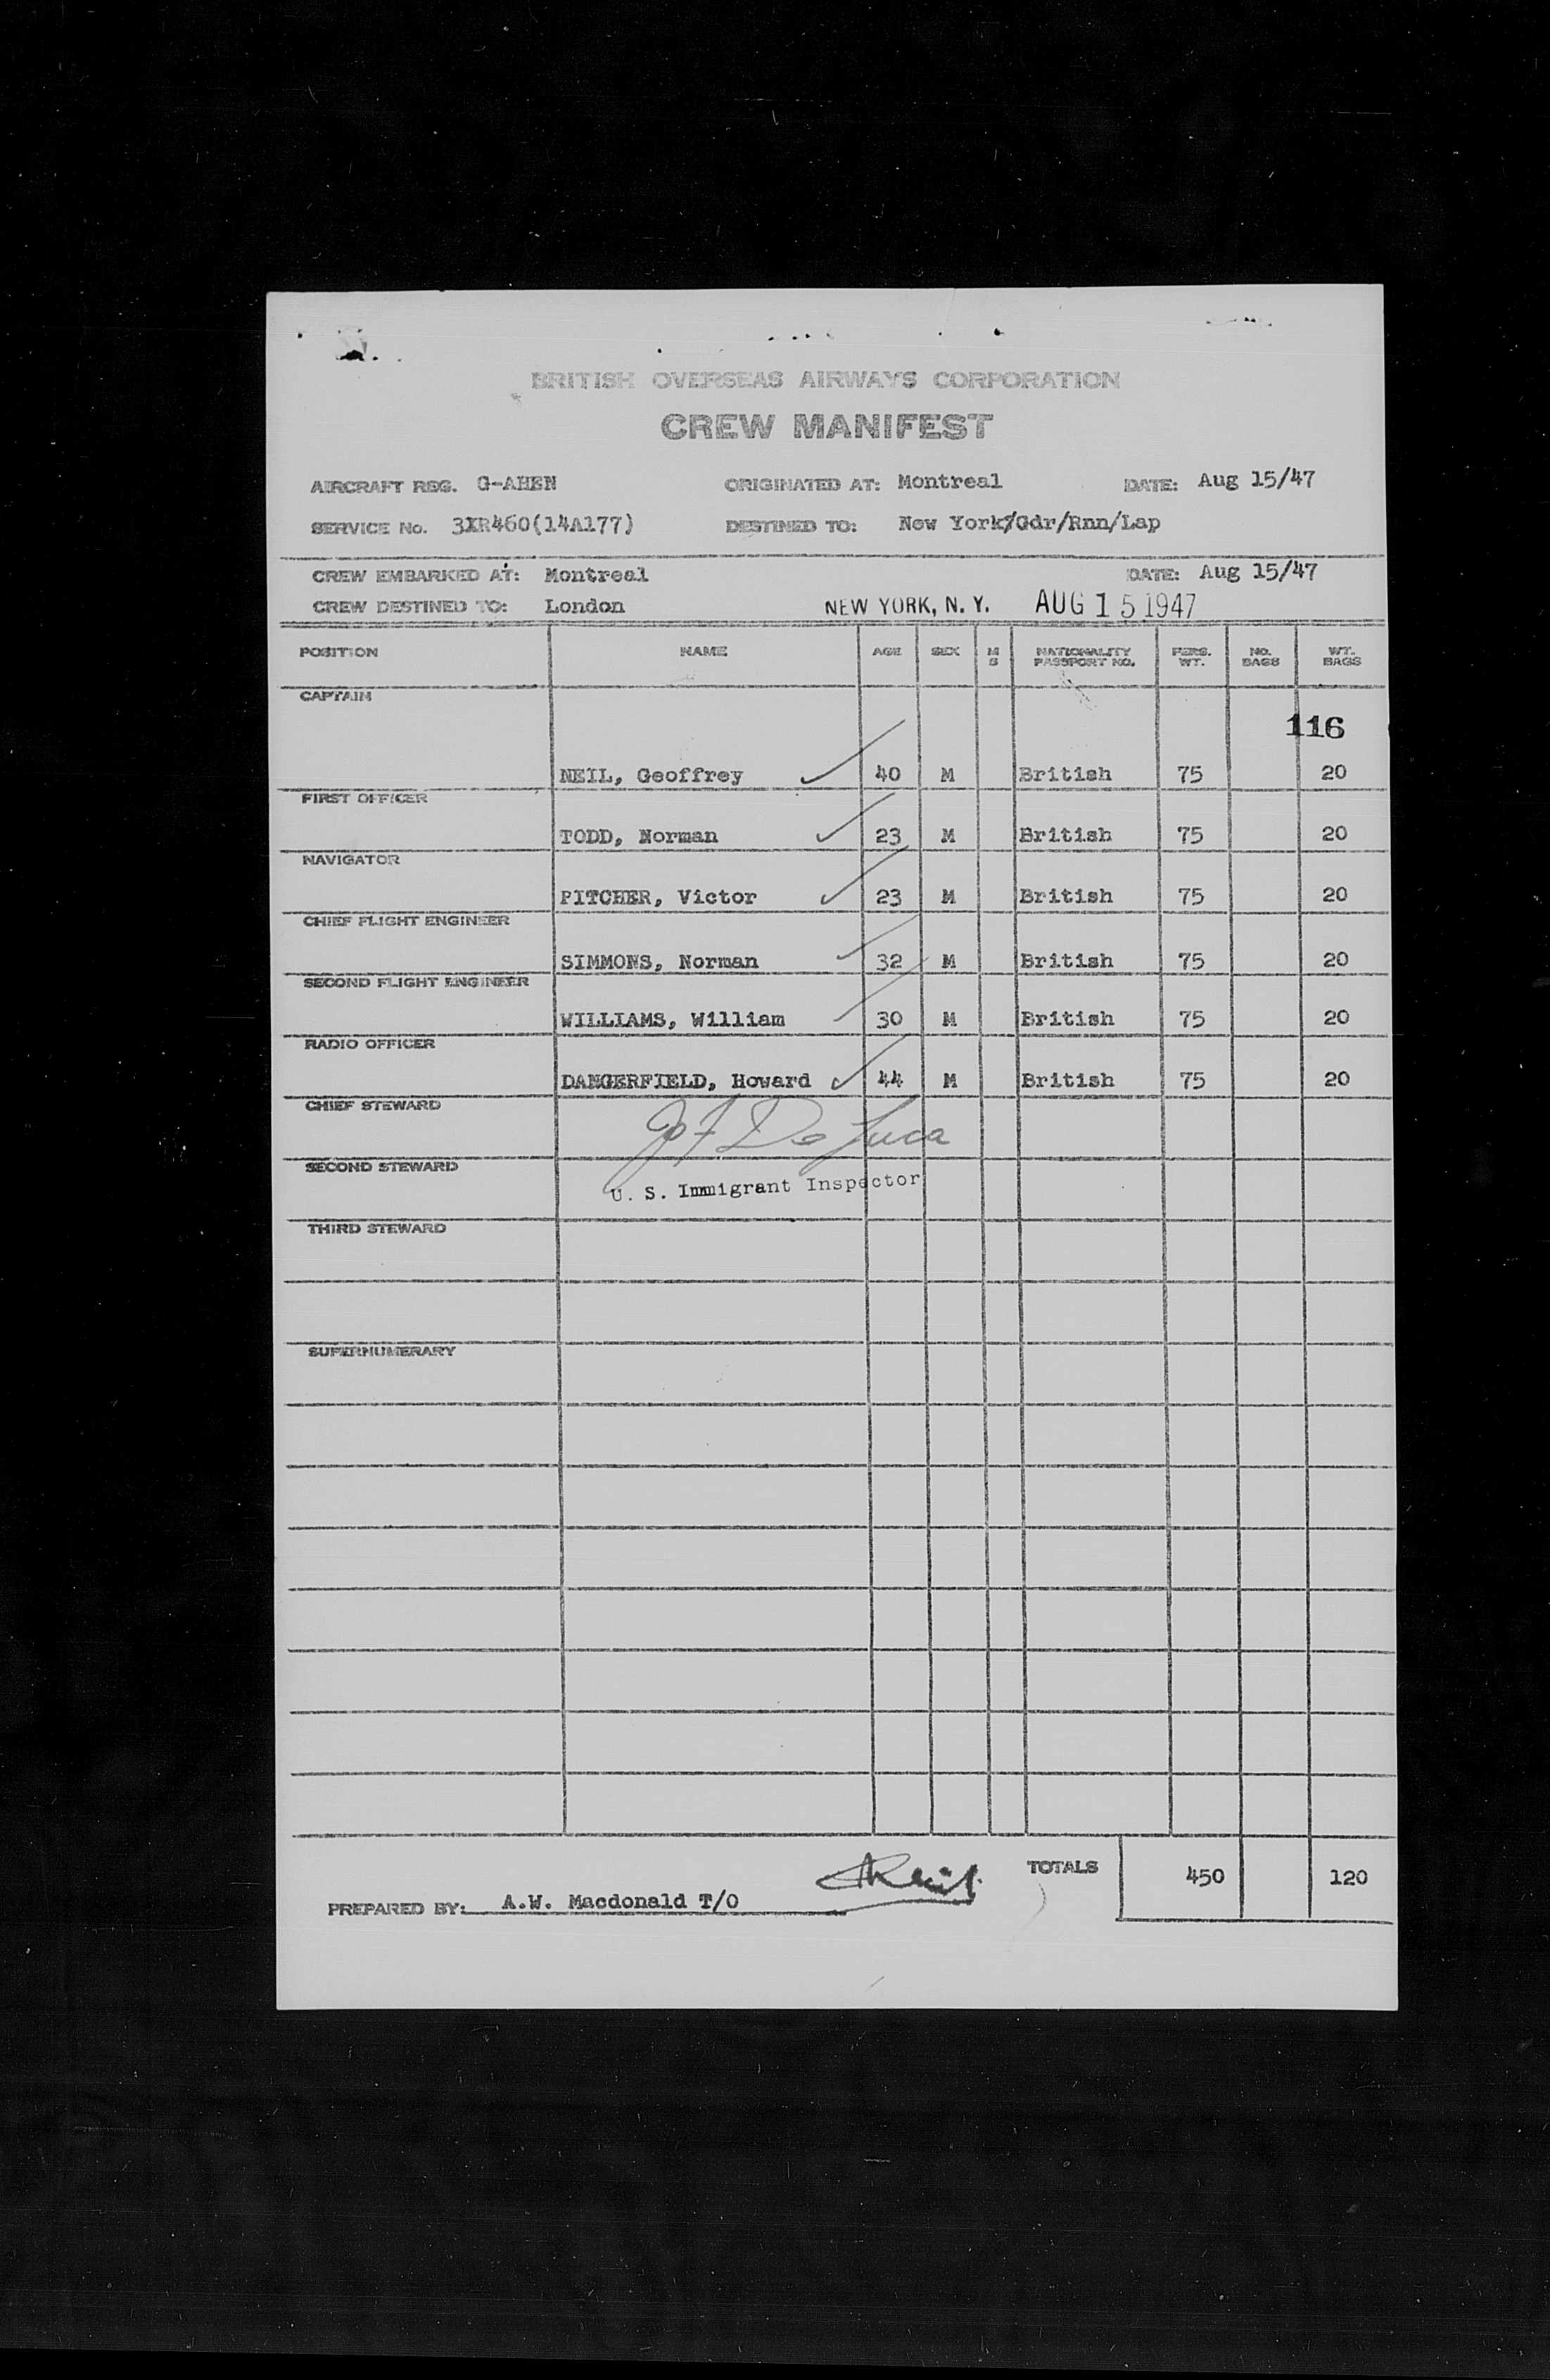 BRITISH OVERSEAS AIRWAYS CORPORATION
CREW MANIFEST
AIRCRAFT REG. G-AHEN ORIGINATED AT: Montreal DATE: Aug 15/47
SERVICE No. 3XR460(14A177) DESTINED TO: New York/Gdr/Rnn/Lap
CREW EMBARKED AT: Montreal DATE: Aug 15/47
CREW DESTINED TO: London NEW YORK, N. Y. AUG 15 1947
POSITION NAME AGE SEX M S NATIONALITY PASSPORT NO. PERS. WT. NO. BAGS WT. BAGS
CAPTAIN
116
NEIL, Geoffrey 40 M British 75 20
FIRST OFFICER
TODD, Norman 23 M British 75 20
NAVIGATOR
PITCHER, Victor 23 M British 75 20
CHIEF FLIGHT ENGINEER
SIMMONS, Norman 32 M British 75 20
SECOND FLIGHT ENGINEER
WILLIAMS, William 30 M British 75 20
RADIO OFFICER
DANGERFIELD, Howard 44 M British 75 20
CHIEF STEWARD
De Luca
SECOND STEWARD
U. S. Immigrant Inspector
THIRD STEWARD
SUPERNUMERARY
TOTALS 450 120
PREPARED BY: A.W. Macdonald T/O